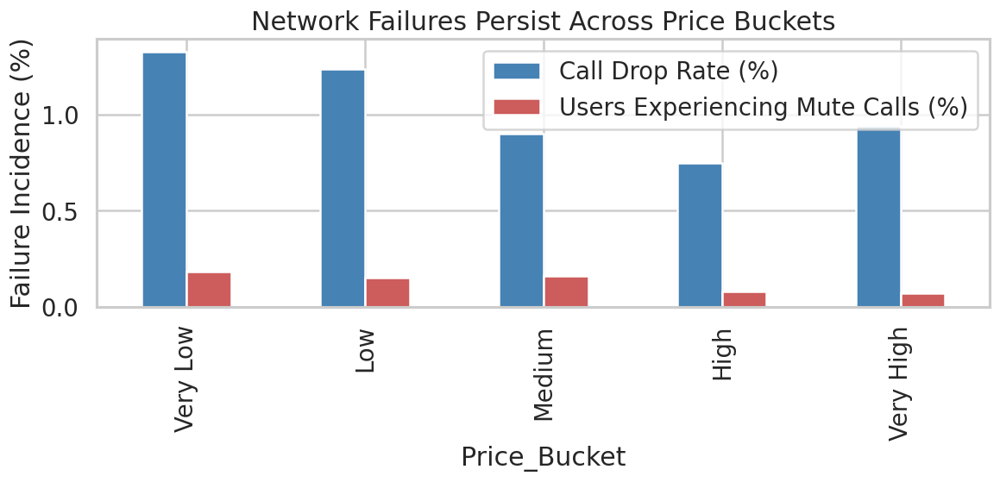 Network Failures Persist Across Price Buckets
Failure Incidence (%)
1.0
0.5
0.0
Call Drop Rate (%)
Users Experiencing Mute Calls (%)
Very Low
Low
Medium
High
Very High
Price_Bucket